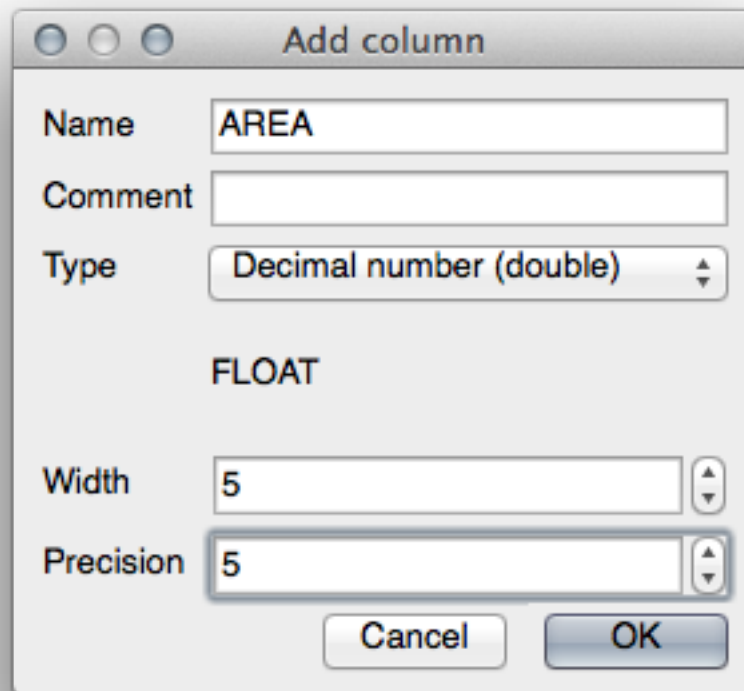 Add column
Name AREA
Comment
Type Decimal number (double)
FLOAT
Width 5
Precision 5
Cancel OK